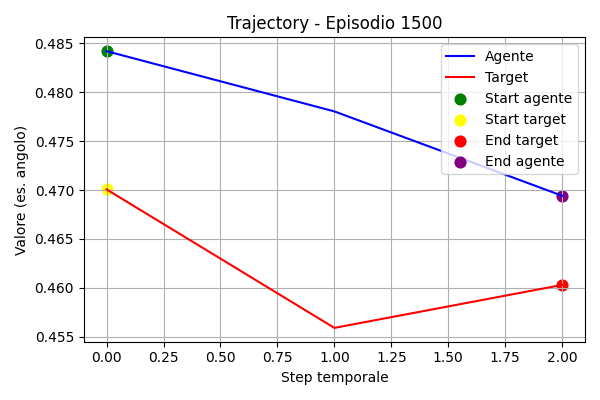 Trajectory - Episodio 1500
Valore (es. angolo)
0.485
0.480
0.475
0.470
0.465
0.460
0.455
Agente
Target
Start agente
Start target
End target
End agente
0.00 0.25 0.50 0.75 1.00 1.25 1.50 1.75 2.00
Step temporale